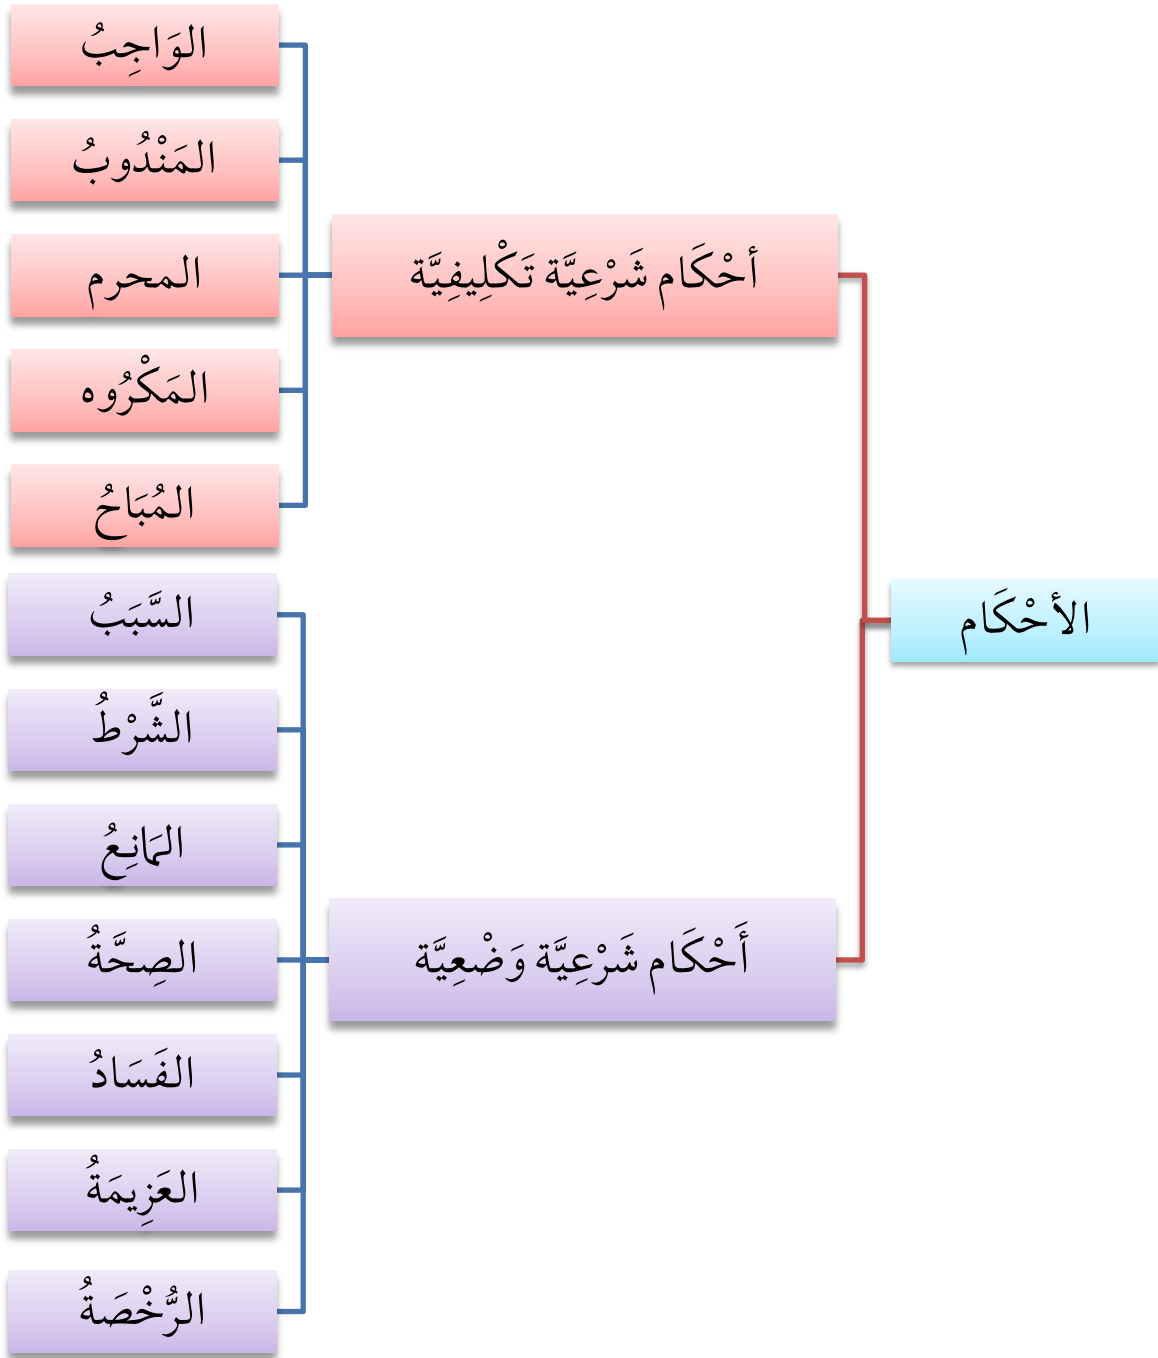 الأحْكَام
أحْكَام شَرْعِيَّة تَكْلِيفِيَّة
الوَاجِبُ
المَنْدُوبُ
المحرم
المَكْرُوه
المُبَاحُ
أَحْكَام شَرْعِيَّة وَضْعِيَّة
السَّبَبُ
الشَّرْطُ
المَانِعُ
الصِحَّةُ
الفَسَادُ
العَزِيمَةُ
الرُّخْصَةُ